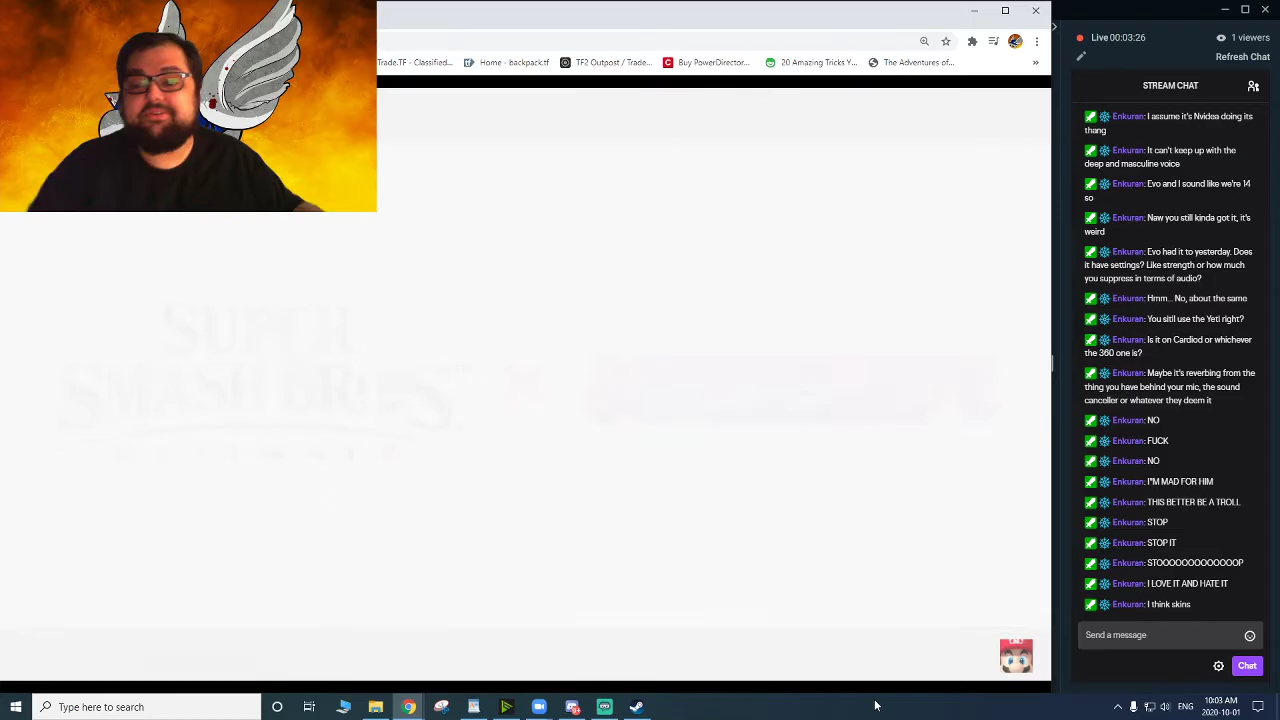 Live 00:03:26
1 viewers
Refresh Chat
Trade.TF - Classified...
Home - backpack.tf
TF2 Outpost / Trade...
Buy PowerDirector...
20 Amazing Tricks Y...
The Adventures of...
STREAM CHAT
Enkuran: I assume it's Nvidea doing its
thang
Enkuran: It can't keep up with the
deep and masculine voice
Enkuran: Evo and I sound like we're 14
so
Enkuran: Naw you still kinda got it, it's
weird
Enkuran: Evo had it to yesterday. Does
it have settings? Like strength or how much
you suppress in terms of audio?
Enkuran: Hmm... No, about the same
Enkuran: You sitl use the Yeti right?
Enkuran: Is it on Cardiod or whichever
the 360 one is?
Enkuran: Maybe it's reverbing from the
thing you have behind your mic, the sound
canceller or whatever they deem it
Enkuran: NO
Enkuran: FUCK
Enkuran: NO
Enkuran: I"M MAD FOR HIM
Enkuran: THIS BETTER BE A TROLL
Enkuran: STOP
Enkuran: STOP IT
Enkuran: STOOOOOOOOOOOOP
Enkuran: I LOVE IT AND HATE IT
Enkuran: I think skins
SUPER
SMASH BROS.
Send a message
Chat
Type here to search
10:03 AM
2020-10-01